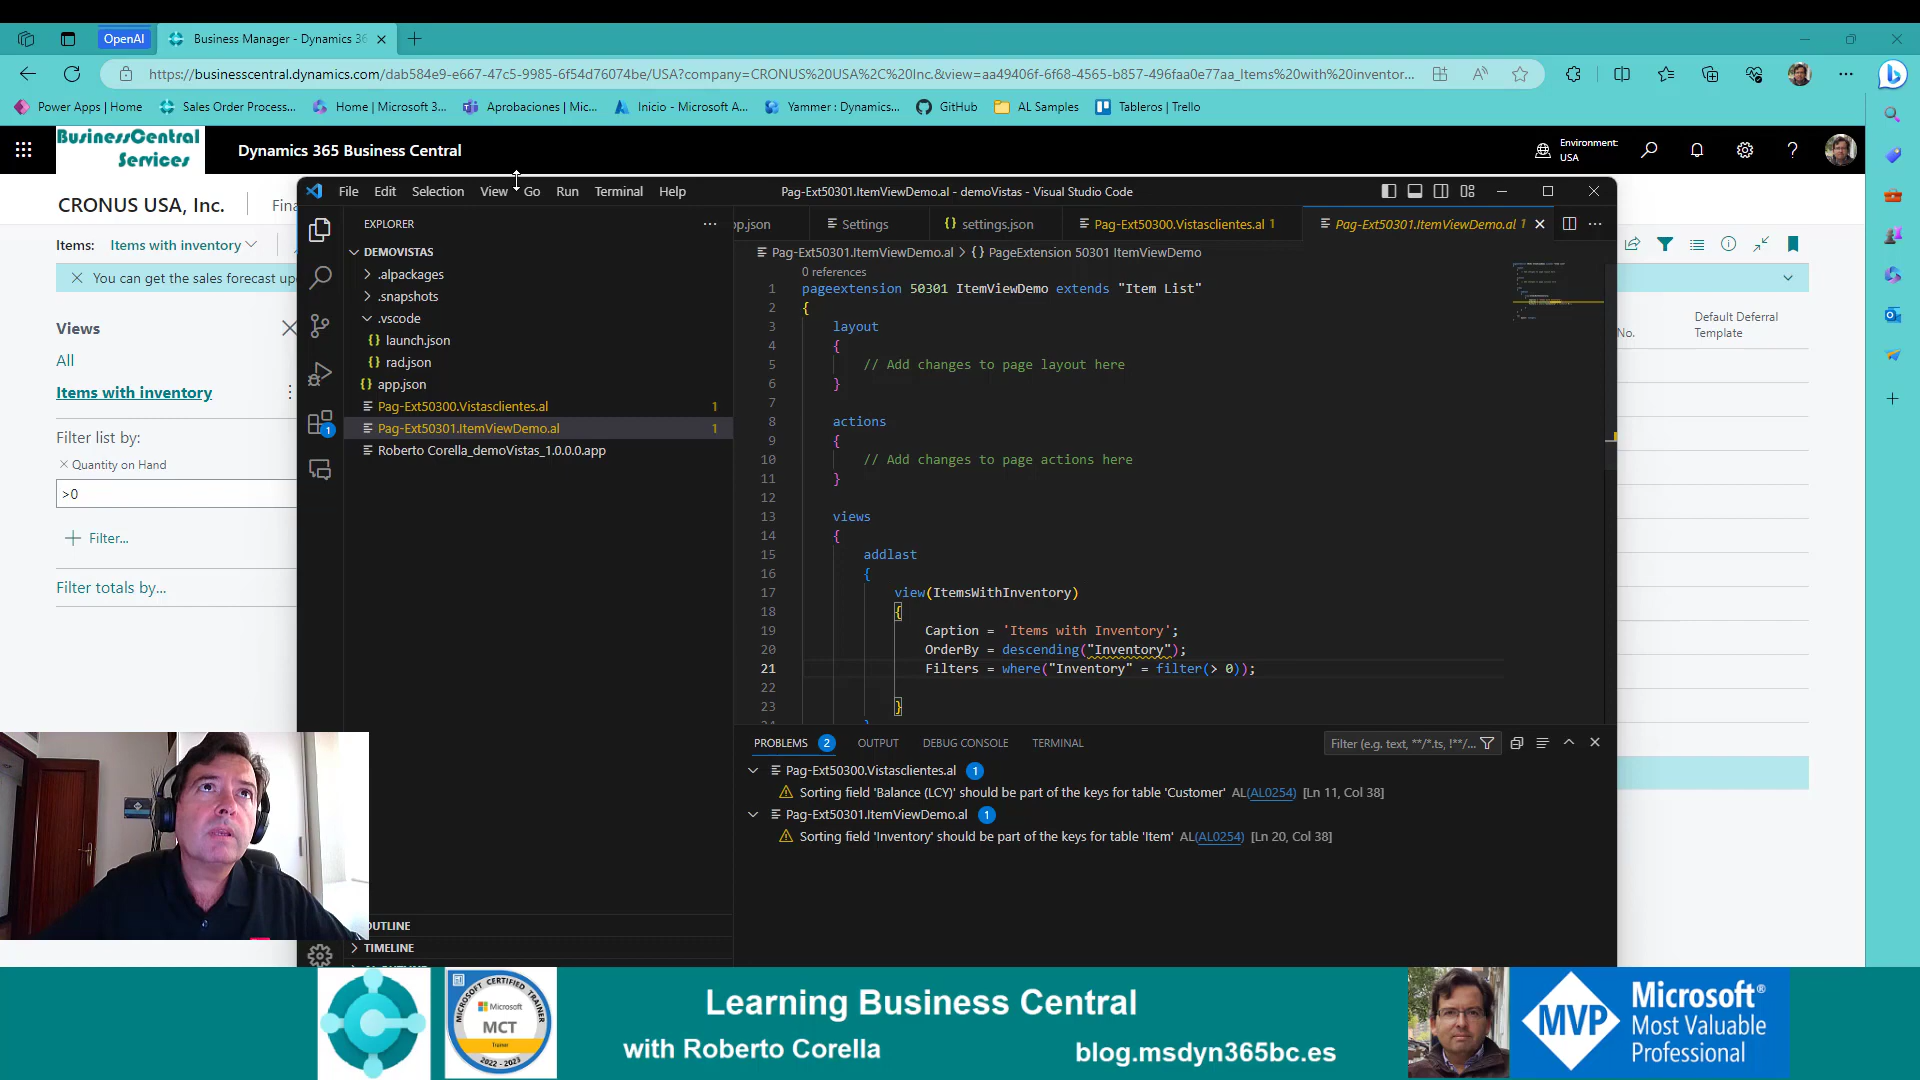 OpenAI
Business Manager - Dynamics 36
https://businesscentral.dynamics.com/dab584e9-e667-47c5-9985-6f54d76074be/USA?company=CRONUS%20USA%2C%20Inc.&view=aa49406f-6f68-4565-b857-496faa0e77aa_Items%20with%20inventor...
Power Apps | Home
Sales Order Process...
Home | Microsoft 3...
Aprobaciones | Mic...
Inicio - Microsoft A...
Yammer : Dynamics...
GitHub
AL Samples
Tableros | Trello
BusinessCentral
Services
Dynamics 365 Business Central
Environment:
USA
CRONUS USA, Inc.
Fina
Items:
Items with inventory
You can get the sales forecast up
Views
All
Items with inventory
Filter list by:
Quantity on Hand
>0
Filter...
Filter totals by...
No.
Default Deferral
Template
File
Edit
Selection
View
Go
Run
Terminal
Help
Pag-Ext50301.ItemViewDemo.al - demoVistas - Visual Studio Code
EXPLORER
DEMOVISTAS
.alpackages
.snapshots
.vscode
launch.json
rad.json
app.json
Pag-Ext50300.Vistasclientes.al 1
Pag-Ext50301.ItemViewDemo.al 1
Roberto Corella_demoVistas_1.0.0.0.app
OUTLINE
TIMELINE
1
pp.json
Settings
settings.json
Pag-Ext50300.Vistasclientes.al 1
Pag-Ext50301.ItemViewDemo.al 1
Pag-Ext50301.ItemViewDemo.al
{} PageExtension 50301 ItemViewDemo
0 references
1 pageextension 50301 ItemViewDemo extends "Item List"
2 {
3 layout
4 {
5 // Add changes to page layout here
6 }
7
8 actions
9 {
10 // Add changes to page actions here
11 }
12
13 views
14 {
15 addlast
16 {
17 view(ItemsWithInventory)
18 {
19 Caption = 'Items with Inventory';
20 OrderBy = descending("Inventory");
21 Filters = where("Inventory" = filter(> 0));
22
23 }
PROBLEMS 2
OUTPUT
DEBUG CONSOLE
TERMINAL
Filter (e.g. text, **/*.ts, !**/...
Pag-Ext50300.Vistasclientes.al 1
Sorting field 'Balance (LCY)' should be part of the keys for table 'Customer' AL(AL0254) [Ln 11, Col 38]
Pag-Ext50301.ItemViewDemo.al 1
Sorting field 'Inventory' should be part of the keys for table 'Item' AL(AL0254) [Ln 20, Col 38]
MICROSOFT CERTIFIED TRAINER
Microsoft
MCT
Trainer
2022 - 2023
Learning Business Central
with Roberto Corella
blog.msdyn365bc.es
MVP
Microsoft®
Most Valuable
Professional